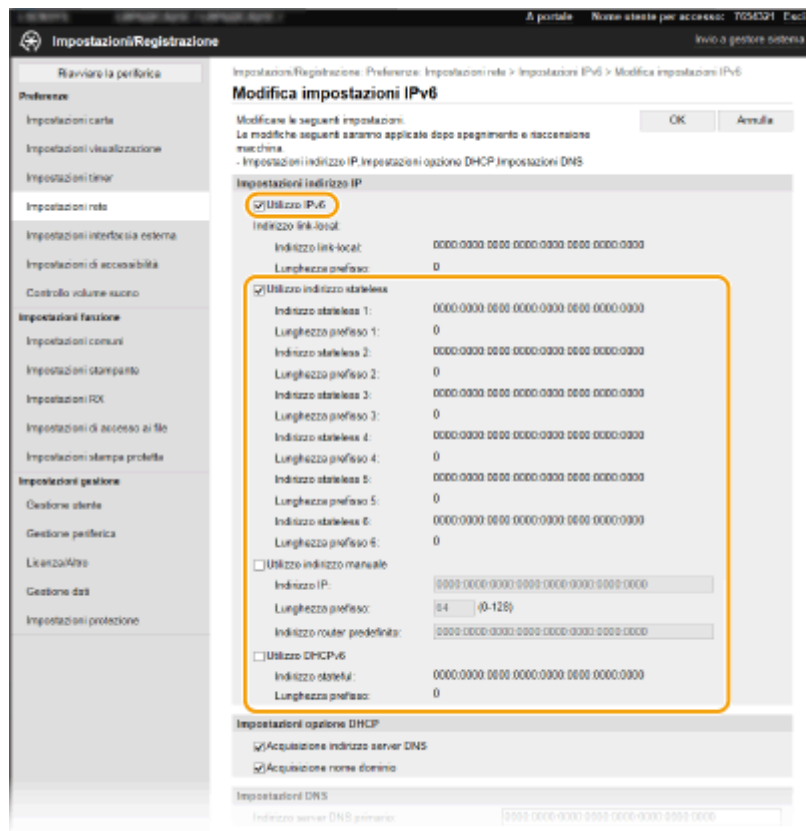 A portale Nome utente per accesso: 7654321 Esci
Impostazioni/Registrazione
Invio a gestore sistema
Riavviare la periferica
Preferenze
Impostazioni carta
Impostazioni visualizzazione
Impostazioni timer
Impostazioni rete
Impostazioni interfaccia esterna
Impostazioni di accessibilità
Controllo volume suono
Impostazioni funzione
Impostazioni comuni
Impostazioni stampante
Impostazioni RX
Impostazioni di accesso ai file
Impostazioni stampa protetta
Impostazioni gestione
Gestione utente
Gestione periferica
Licenza/Altro
Gestione dati
Impostazioni protezione
Impostazioni/Registrazione: Preferenze: Impostazioni rete > Impostazioni IPv6 > Modifica impostazioni IPv6
Modifica impostazioni IPv6
Modificare le seguenti impostazioni.
OK Annulla
Le modifiche seguenti saranno applicate dopo spegnimento e riaccensione
macchina.
- Impostazioni indirizzo IP,Impostazioni opzione DHCP,Impostazioni DNS
Impostazioni indirizzo IP
Utilizzo IPv6
Indirizzo link-local:
Indirizzo link-local: 0000:0000:0000:0000:0000:0000:0000:0000
Lunghezza prefisso: 0
Utilizzo indirizzo stateless
Indirizzo stateless 1: 0000:0000:0000:0000:0000:0000:0000:0000
Lunghezza prefisso 1: 0
Indirizzo stateless 2: 0000:0000:0000:0000:0000:0000:0000:0000
Lunghezza prefisso 2: 0
Indirizzo stateless 3: 0000:0000:0000:0000:0000:0000:0000:0000
Lunghezza prefisso 3: 0
Indirizzo stateless 4: 0000:0000:0000:0000:0000:0000:0000:0000
Lunghezza prefisso 4: 0
Indirizzo stateless 5: 0000:0000:0000:0000:0000:0000:0000:0000
Lunghezza prefisso 5: 0
Indirizzo stateless 6: 0000:0000:0000:0000:0000:0000:0000:0000
Lunghezza prefisso 6: 0
Utilizzo indirizzo manuale
Indirizzo IP: 0000:0000:0000:0000:0000:0000:0000:0000
Lunghezza prefisso: 64 (0-128)
Indirizzo router predefinito: 0000:0000:0000:0000:0000:0000:0000:0000
Utilizzo DHCPv6
Indirizzo stateful: 0000:0000:0000:0000:0000:0000:0000:0000
Lunghezza prefisso: 0
Impostazioni opzione DHCP
Acquisizione indirizzo server DNS
Acquisizione nome dominio
Impostazioni DNS
Indirizzo server DNS primario: 0000:0000:0000:0000:0000:0000:0000:0000